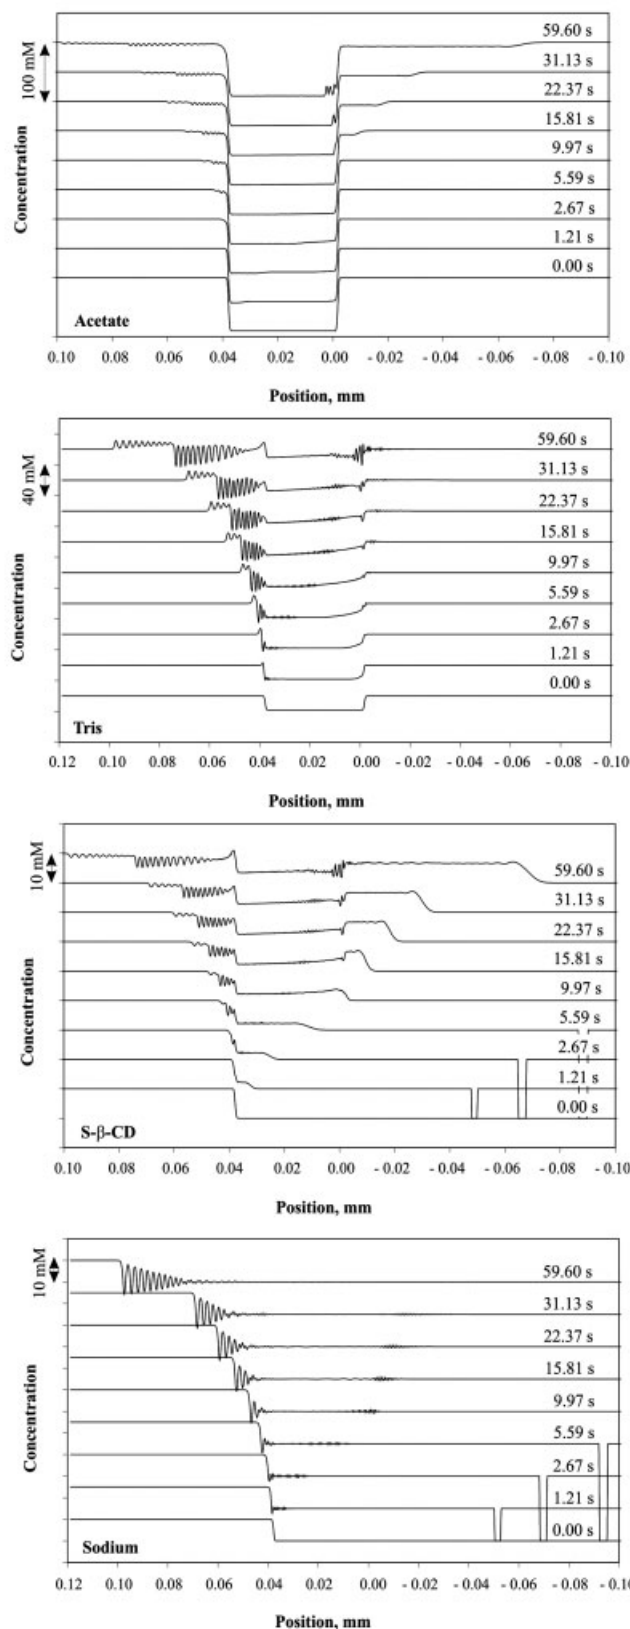 100 mM
Concentration
59.60 s
31.13 s
22.37 s
15.81 s
9.97 s
5.59 s
2.67 s
1.21 s
0.00 s
Acetate
0.10 0.08 0.06 0.04 0.02 0.00 - 0.02 - 0.04 - 0.06 - 0.08 - 0.10
Position, mm
40 mM
Concentration
59.60 s
31.13 s
22.37 s
15.81 s
9.97 s
5.59 s
2.67 s
1.21 s
0.00 s
Tris
0.12 0.10 0.08 0.06 0.04 0.02 0.00 - 0.02 - 0.04 - 0.06 - 0.08 - 0.10
Position, mm
10 mM
Concentration
59.60 s
31.13 s
22.37 s
15.81 s
9.97 s
5.59 s
2.67 s
1.21 s
0.00 s
S-β-CD
0.10 0.08 0.06 0.04 0.02 0.00 - 0.02 - 0.04 - 0.06 - 0.08 - 0.10
Position, mm
10 mM
Concentration
59.60 s
31.13 s
22.37 s
15.81 s
9.97 s
5.59 s
2.67 s
1.21 s
0.00 s
Sodium
0.12 0.10 0.08 0.06 0.04 0.02 0.00 - 0.02 - 0.04 - 0.06 - 0.08 - 0.10
Position, mm